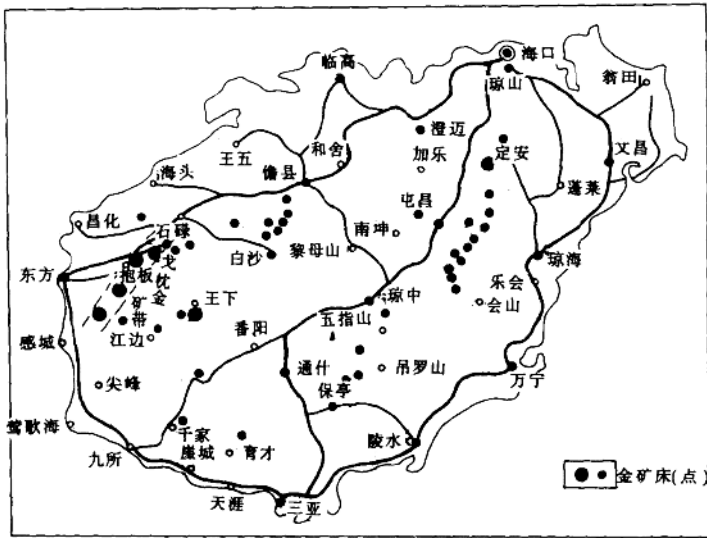 海口
临高
琼山
翁田
澄迈
王五
和舍
加乐
定安
文昌
海头
儋县
蓬莱
昌化
石碌
屯昌
南坤
白沙
黎母山
琼海
东方
抱板
戈枕金矿带
乐会
王下
琼中
会山
感城
江边
番阳
五指山
尖峰
通什
吊罗山
万宁
保亭
莺歌海
千家
陵水
九所
崖城
育才
天涯
三亚
金矿床(点)